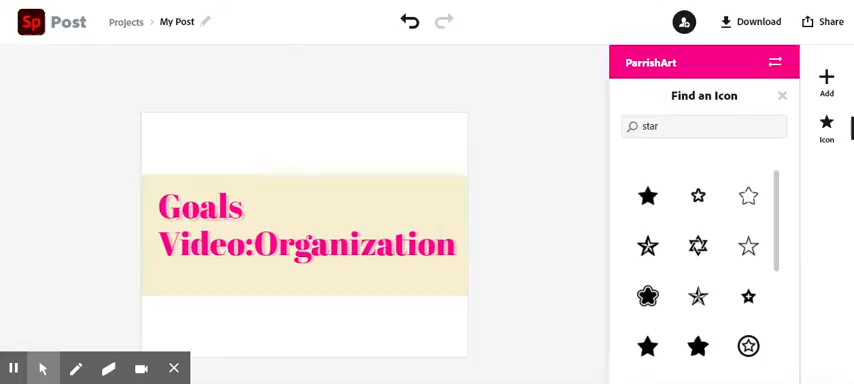 Sp Post
Projects > My Post
Download
Share
ParrishArt
Find an Icon
star
Add
Icon
Goals
Video:Organization